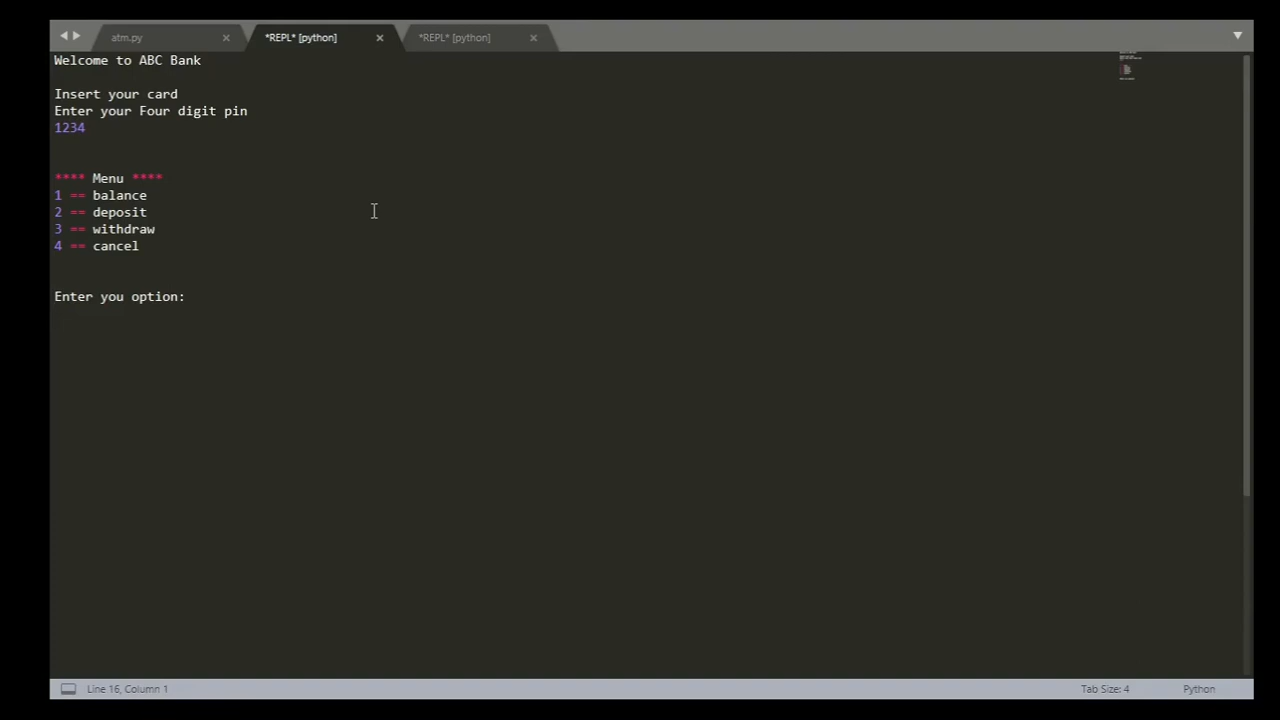 atm.py
*REPL* [python]
*REPL* [python]
Welcome to ABC Bank
Insert your card
Enter your Four digit pin
1234
**** Menu ****
1 == balance
2 == deposit
3 == withdraw
4 == cancel
Enter you option:
Line 16, Column 1
Tab Size: 4
Python